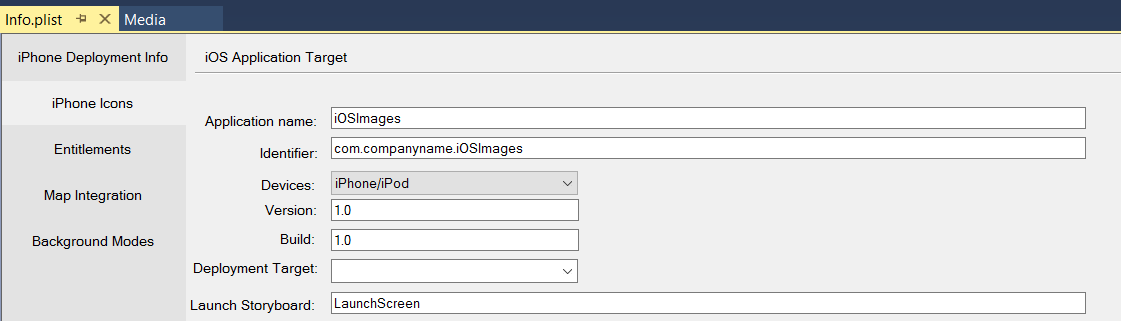 Info.plist
Media
iPhone Deployment Info
iPhone Icons
Entitlements
Map Integration
Background Modes
iOS Application Target
Application name: iOSImages
Identifier: com.companyname.iOSImages
Devices: iPhone/iPod
Version: 1.0
Build: 1.0
Deployment Target:
Launch Storyboard: LaunchScreen